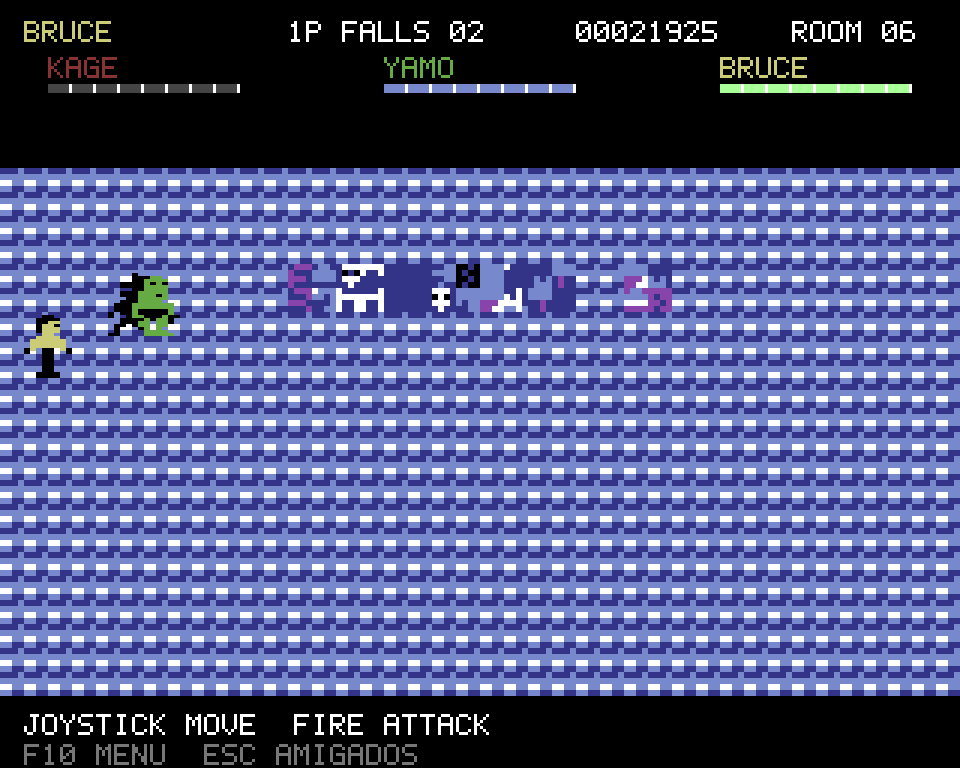 BRUCE 1P FALLS 02 00021925 ROOM 06
KAGE YAMO BRUCE
JOYSTICK MOVE FIRE ATTACK
F10 MENU ESC AMIGADOS